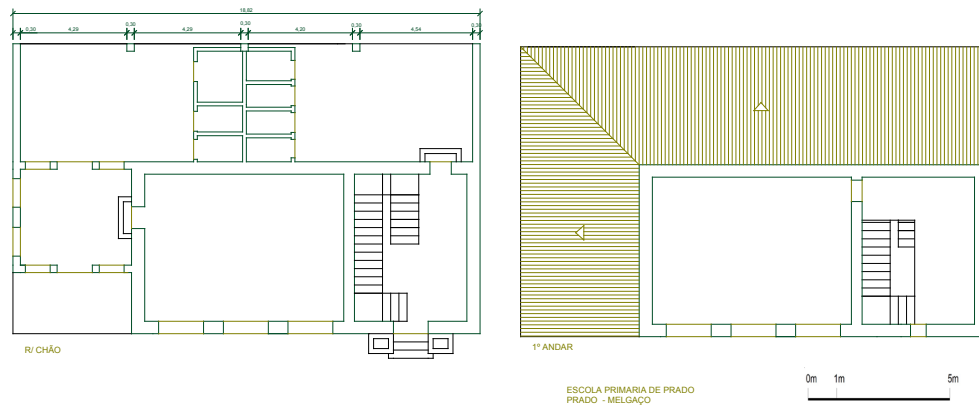 18,82
0,30 4,29 0,30 4,29 0,30 4,20 0,30 4,54 0,30
R/ CHÃO
1º ANDAR
ESCOLA PRIMARIA DE PRADO
PRADO - MELGAÇO
0m 1m 5m